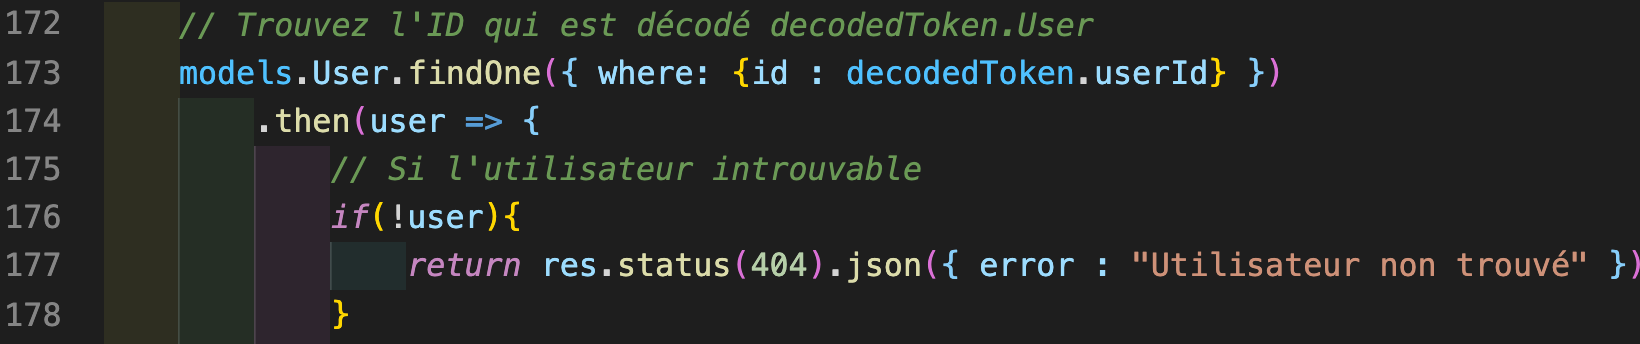 172 // Trouvez l'ID qui est décodé decodedToken.User
173 models.User.findOne({ where: {id : decodedToken.userId} })
174 .then(user => {
175 // Si l'utilisateur introuvable
176 if(!user){
177 return res.status(404).json({ error : "Utilisateur non trouvé" })
178 }